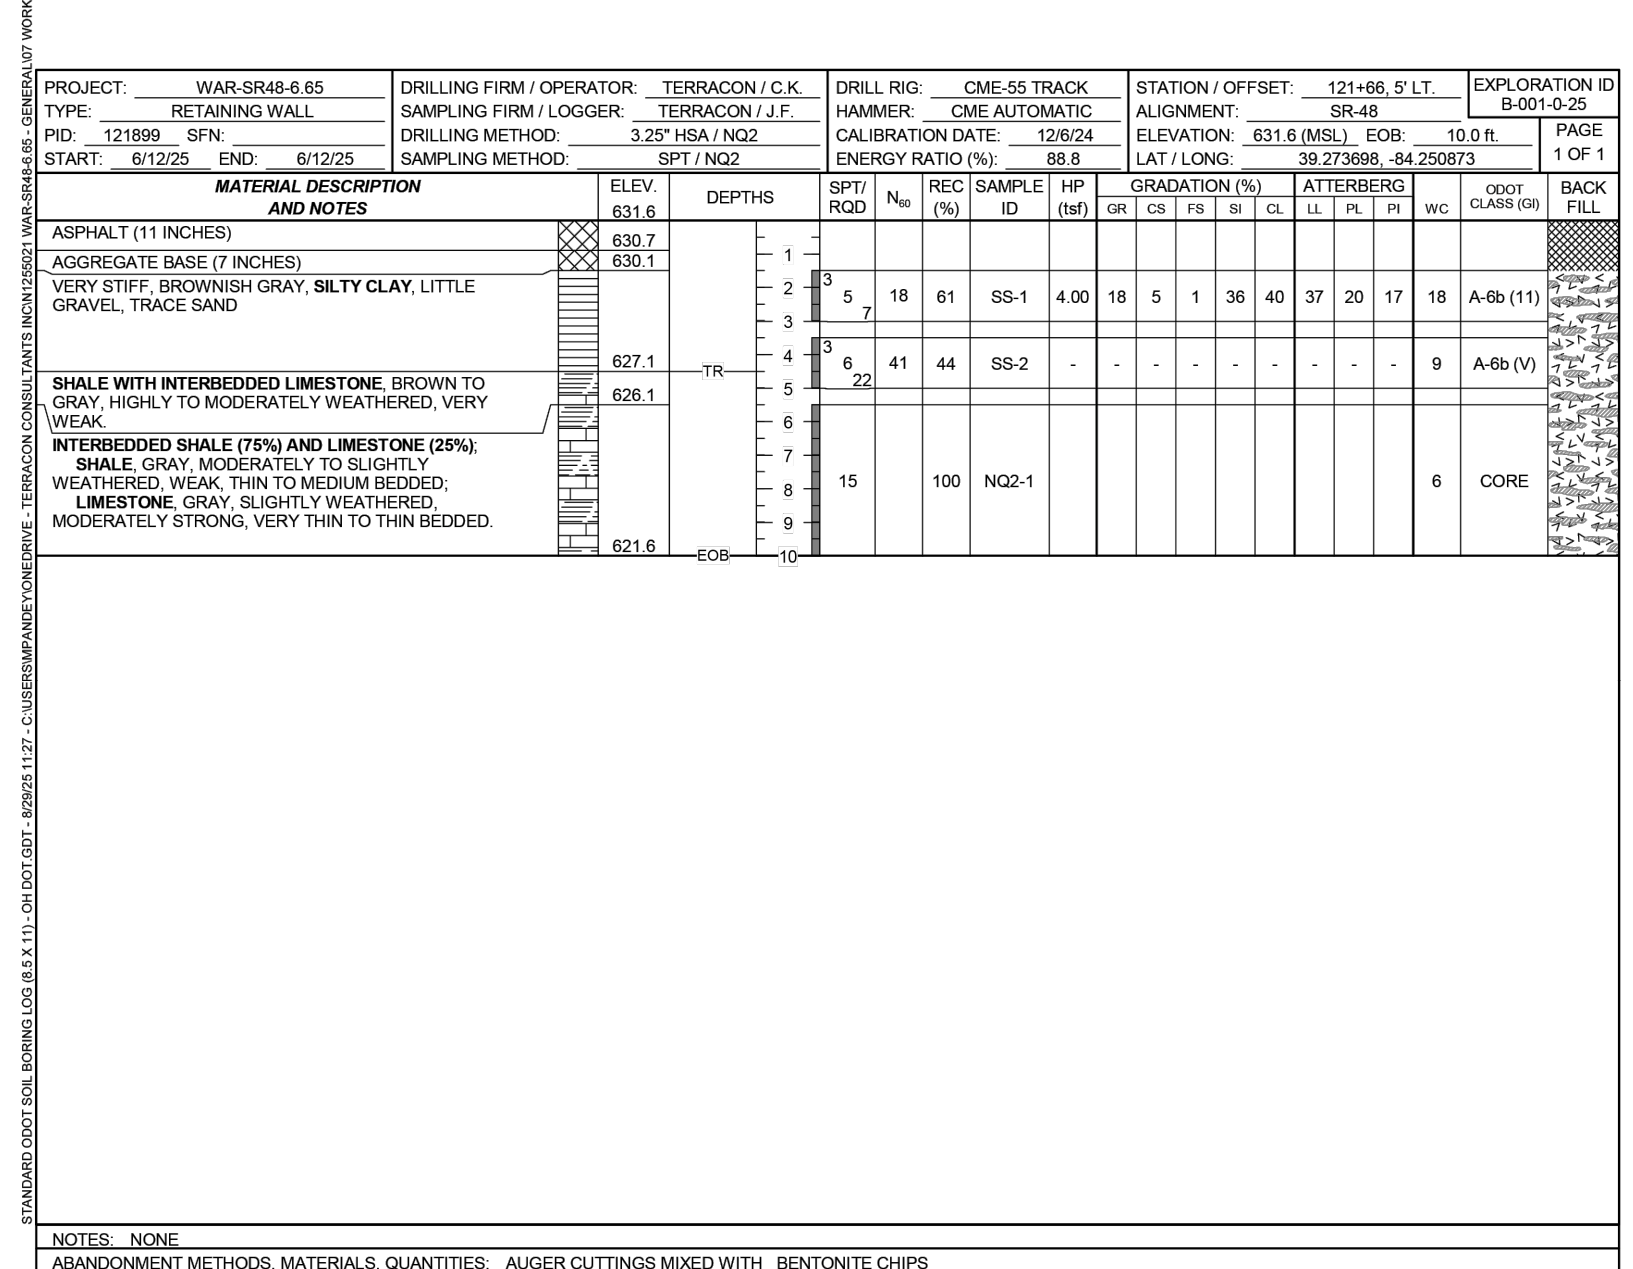 PROJECT: WAR-SR48-6.65 DRILLING FIRM / OPERATOR: TERRACON / C.K. DRILL RIG: CME-55 TRACK STATION / OFFSET: 121+66, 5' LT. EXPLORATION ID
B-001-0-25
TYPE: RETAINING WALL SAMPLING FIRM / LOGGER: TERRACON / J.F. HAMMER: CME AUTOMATIC ALIGNMENT: SR-48
PID: 121899 SFN: DRILLING METHOD: 3.25" HSA / NQ2 CALIBRATION DATE: 12/6/24 ELEVATION: 631.6 (MSL) EOB: 10.0 ft. PAGE
START: 6/12/25 END: 6/12/25 SAMPLING METHOD: SPT / NQ2 ENERGY RATIO (%): 88.8 LAT / LONG: 39.273698, -84.250873 1 OF 1
MATERIAL DESCRIPTION ELEV. DEPTHS SPT/ N60 REC SAMPLE HP GRADATION (%) ATTERBERG ODOT BACK
AND NOTES 631.6 RQD (%) ID (tsf) GR CS FS SI CL LL PL PI WC CLASS (GI) FILL
ASPHALT (11 INCHES) 630.7
1
AGGREGATE BASE (7 INCHES) 630.1
VERY STIFF, BROWNISH GRAY, SILTY CLAY, LITTLE
GRAVEL, TRACE SAND
2 3
5 18 61 SS-1 4.00 18 5 1 36 40 37 20 17 18 A-6b (11)
7
3
627.1 4 3
6 41 44 SS-2 - - - - - - - - - 9 A-6b (V)
22
TR
5
SHALE WITH INTERBEDDED LIMESTONE, BROWN TO
GRAY, HIGHLY TO MODERATELY WEATHERED, VERY
WEAK.
626.1
6
INTERBEDDED SHALE (75%) AND LIMESTONE (25%);
SHALE, GRAY, MODERATELY TO SLIGHTLY
WEATHERED, WEAK, THIN TO MEDIUM BEDDED;
LIMESTONE, GRAY, SLIGHTLY WEATHERED,
MODERATELY STRONG, VERY THIN TO THIN BEDDED.
7
15 100 NQ2-1 6 CORE
8
9
621.6 EOB 10
NOTES: NONE
ABANDONMENT METHODS, MATERIALS, QUANTITIES: AUGER CUTTINGS MIXED WITH BENTONITE CHIPS
STANDARD ODOT SOIL BORING LOG (8.5 X 11) - OH DOT.GDT - 8/29/25 11:27 - C:\USERS\MPANDEY\ONEDRIVE - TERRACON CONSULTANTS INC\N1255021 WAR-SR48-6.65 - GENERAL\07 WORK